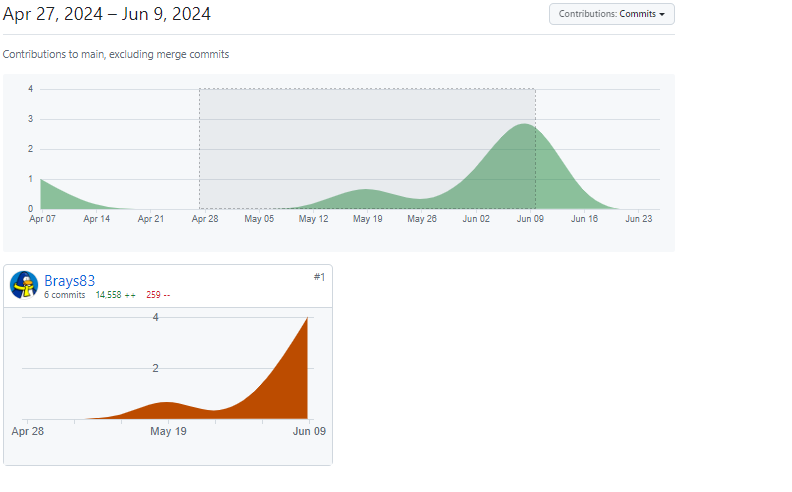 Apr 27, 2024 – Jun 9, 2024
Contributions: Commits
Contributions to main, excluding merge commits
4
3
2
1
0
Apr 07 Apr 14 Apr 21 Apr 28 May 05 May 12 May 19 May 26 Jun 02 Jun 09 Jun 16 Jun 23
Brays83 #1
6 commits 14,558 ++ 259 --
4
2
Apr 28 May 19 Jun 09